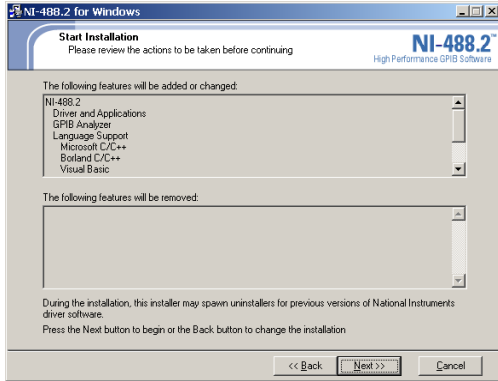 NI-488.2 for Windows
Start Installation
Please review the actions to be taken before continuing
NI-488.2™
High Performance GPIB Software
The following features will be added or changed:
NI-488.2
Driver and Applications
GPIB Analyzer
Language Support
Microsoft C/C++
Borland C/C++
Visual Basic
The following features will be removed:
During the installation, this installer may spawn uninstallers for previous versions of National Instruments
driver software.
Press the Next button to begin or the Back button to change the installation
<< Back
Next >>
Cancel